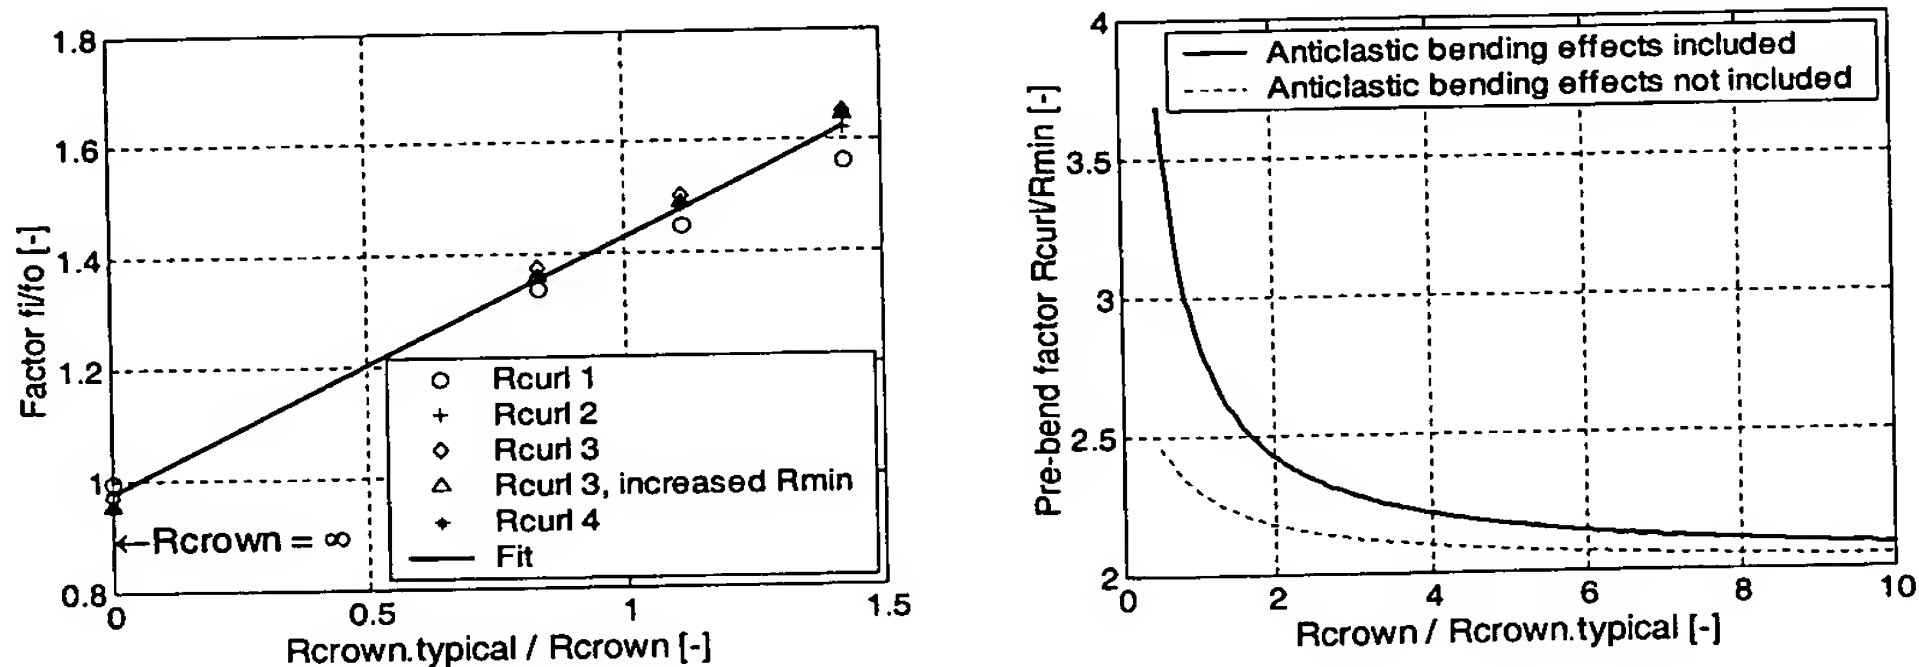 1.8
1.6
1.4
1.2
1
0.8
0
0.5
1
1.5
Factor fi/fo [-]
Rcrown.typical / Rcrown [-]
Rcurl 1
Rcurl 2
Rcurl 3
Rcurl 3, increased Rmin
Rcurl 4
Fit
←Rcrown = ∞
4
3.5
3
2.5
2
0
2
4
6
8
10
Pre-bend factor Rcurl/Rmin [-]
Rcrown / Rcrown.typical [-]
Anticlastic bending effects included
Anticlastic bending effects not included